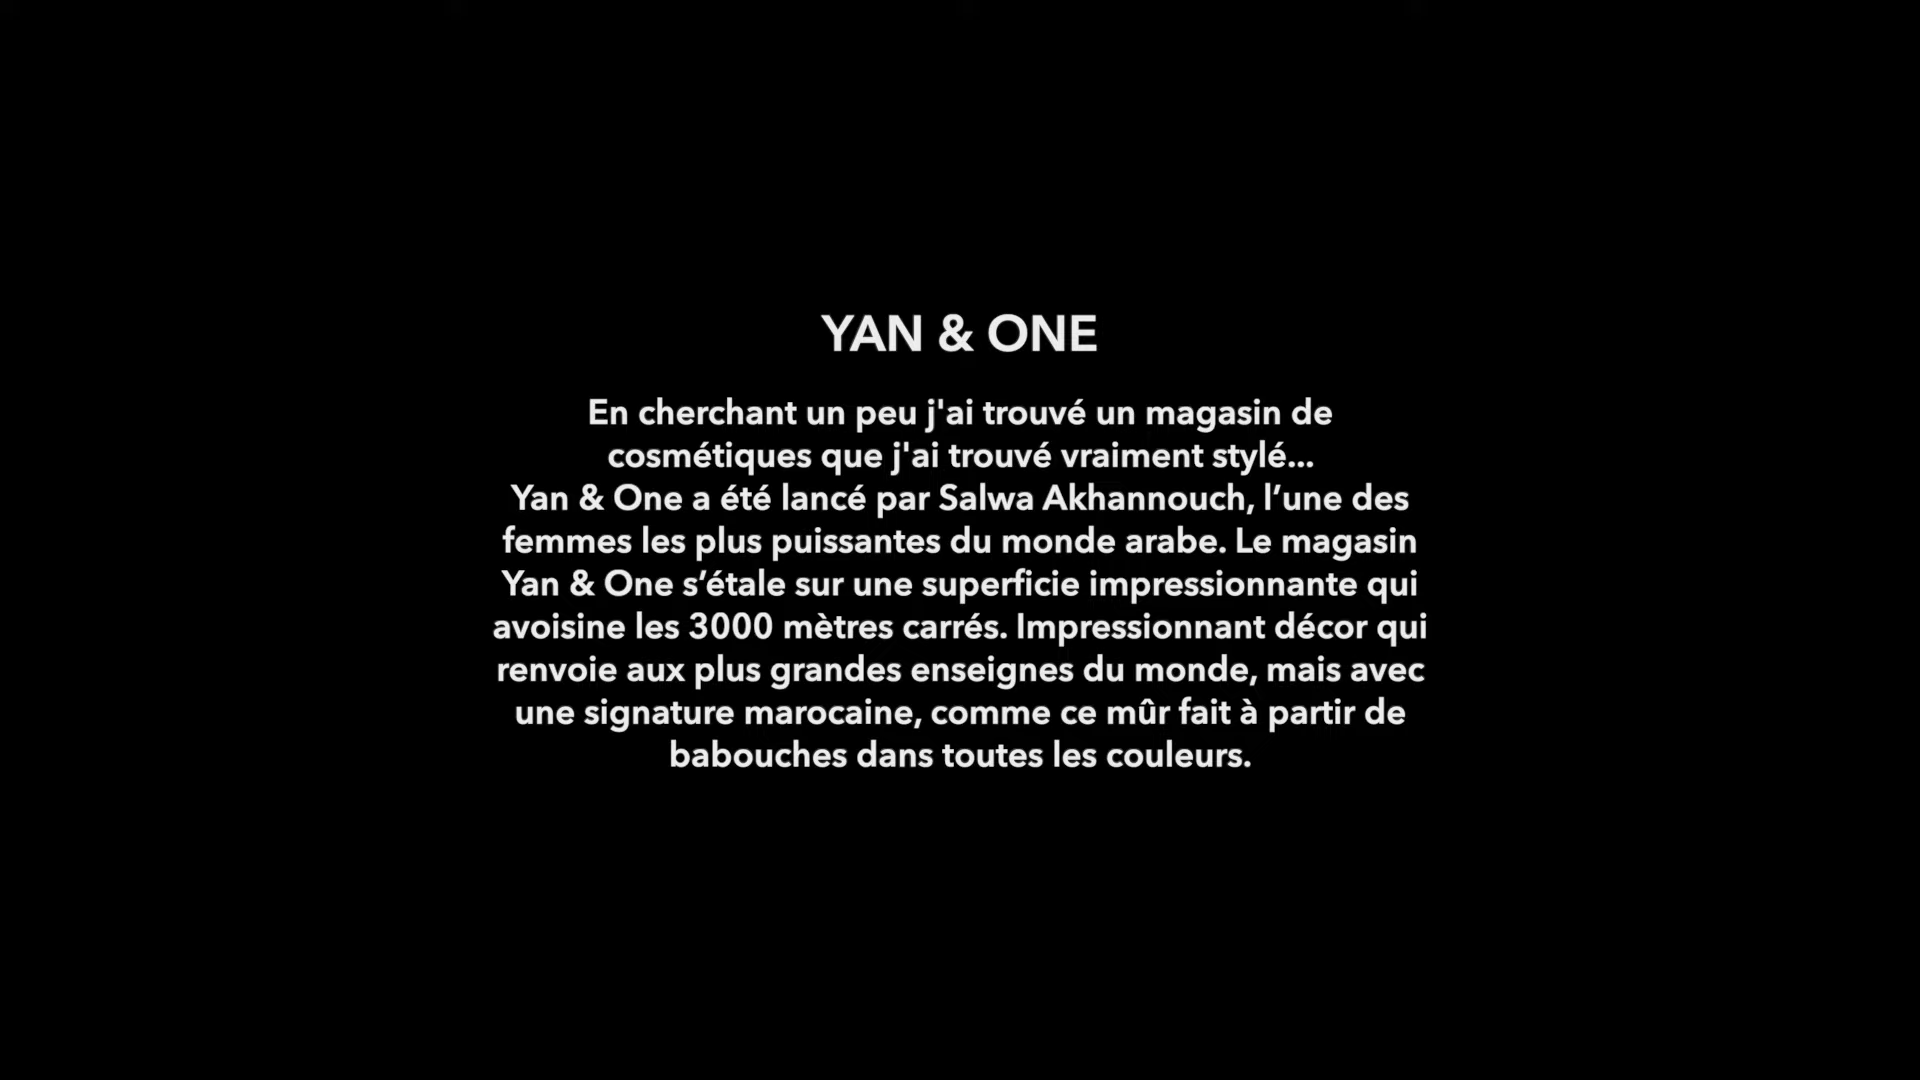 YAN & ONE
En cherchant un peu j'ai trouvé un magasin de
cosmétiques que j'ai trouvé vraiment stylé...
Yan & One a été lancé par Salwa Akhannouch, l’une des
femmes les plus puissantes du monde arabe. Le magasin
Yan & One s’étale sur une superficie impressionnante qui
avoisine les 3000 mètres carrés. Impressionnant décor qui
renvoie aux plus grandes enseignes du monde, mais avec
une signature marocaine, comme ce mûr fait à partir de
babouches dans toutes les couleurs.